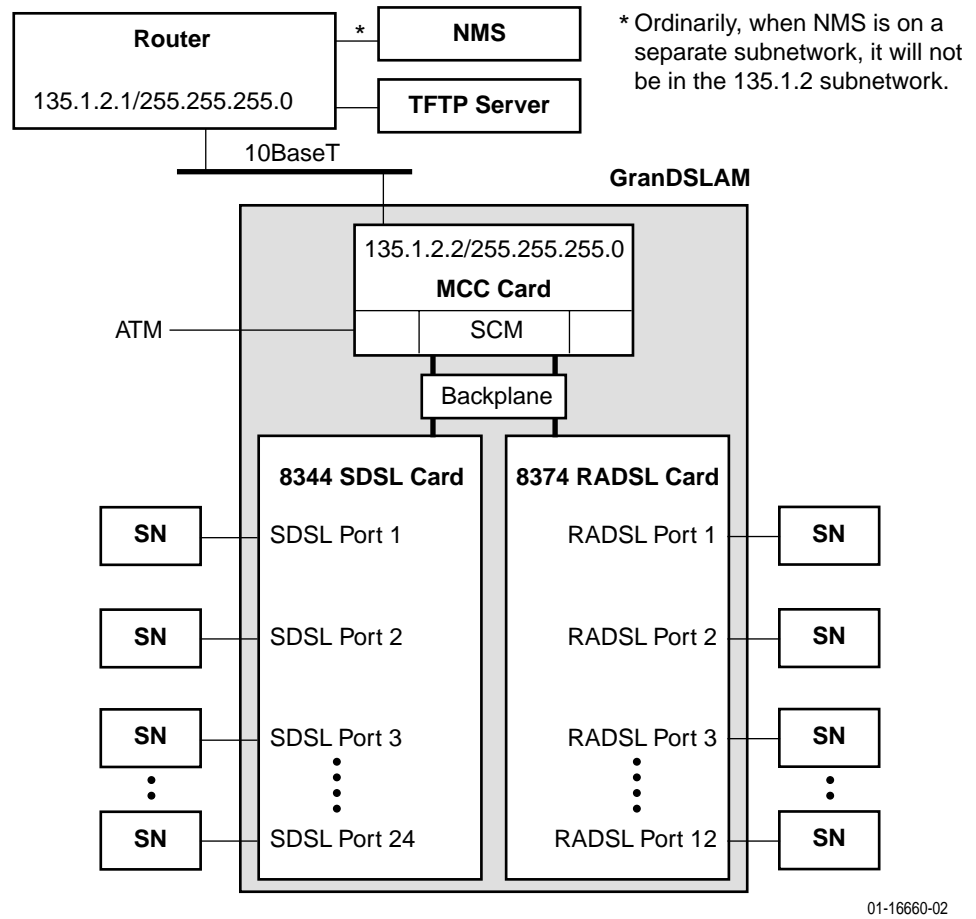 Router
135.1.2.1/255.255.255.0
*
NMS
TFTP Server
* Ordinarily, when NMS is on a
separate subnetwork, it will not
be in the 135.1.2 subnetwork.
10BaseT
GranDSLAM
135.1.2.2/255.255.255.0
MCC Card
ATM
SCM
Backplane
8344 SDSL Card
8374 RADSL Card
SN
SDSL Port 1
RADSL Port 1
SN
SN
SDSL Port 2
RADSL Port 2
SN
SN
SDSL Port 3
RADSL Port 3
SN
SN
SDSL Port 24
RADSL Port 12
SN
01-16660-02